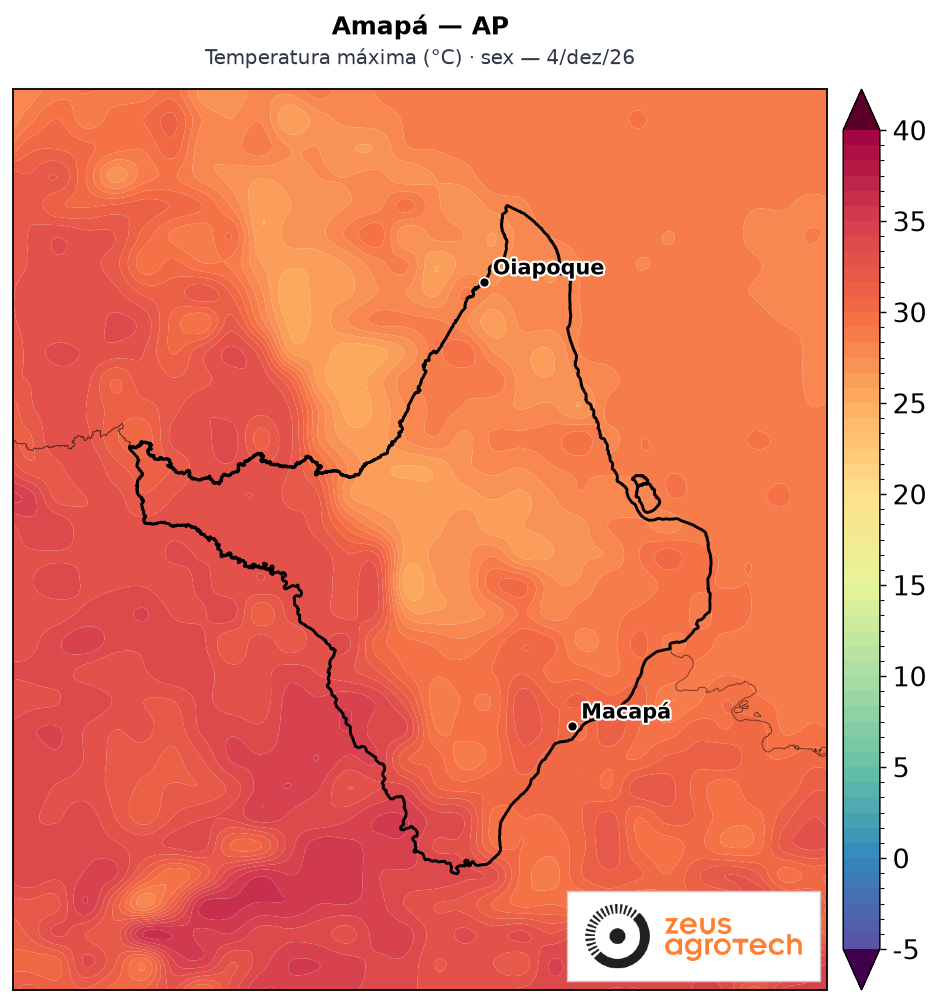 Amapá — AP
Temperatura máxima (°C) · sex — 4/dez/26
40
35
30
25
20
15
10
5
0
-5
Oiapoque
Macapá
zeus
agrotech